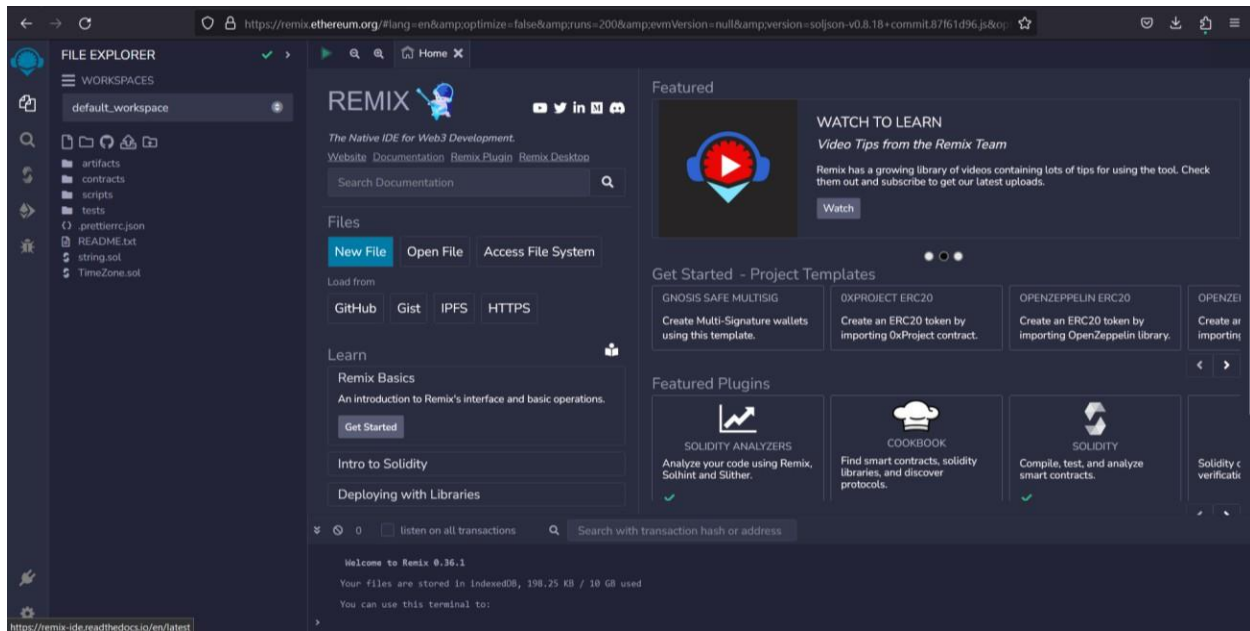 https://remix.ethereum.org/#lang=en&amp;optimize=false&amp;runs=200&amp;evmVersion=null&amp;version=soljson-v0.8.18+commit.87f61d96.js&op
FILE EXPLORER
WORKSPACES
default_workspace
artifacts
contracts
scripts
tests
.prettierrc.json
README.txt
string.sol
TimeZone.sol
Home
REMIX
The Native IDE for Web3 Development.
Website Documentation Remix Plugin Remix Desktop
Search Documentation
Files
New File Open File Access File System
Load from
GitHub Gist IPFS HTTPS
Learn
Remix Basics
An introduction to Remix's interface and basic operations.
Get Started
Intro to Solidity
Deploying with Libraries
Featured
WATCH TO LEARN
Video Tips from the Remix Team
Remix has a growing library of videos containing lots of tips for using the tool. Check
them out and subscribe to get our latest uploads.
Watch
Get Started - Project Templates
GNOSIS SAFE MULTISIG
Create Multi-Signature wallets
using this template.
0XPROJECT ERC20
Create an ERC20 token by
importing 0xProject contract.
OPENZEPPELIN ERC20
Create an ERC20 token by
importing OpenZeppelin library.
OPENZEI
Create an
importing
Featured Plugins
SOLIDITY ANALYZERS
Analyze your code using Remix,
Solhint and Slither.
COOKBOOK
Find smart contracts, solidity
libraries, and discover
protocols.
SOLIDITY
Compile, test, and analyze
smart contracts.
Solidity c
verificatic
0 listen on all transactions Search with transaction hash or address
Welcome to Remix 0.36.1
Your files are stored in indexedDB, 198.25 KB / 10 GB used
You can use this terminal to:
>
https://remix-ide.readthedocs.io/en/latest